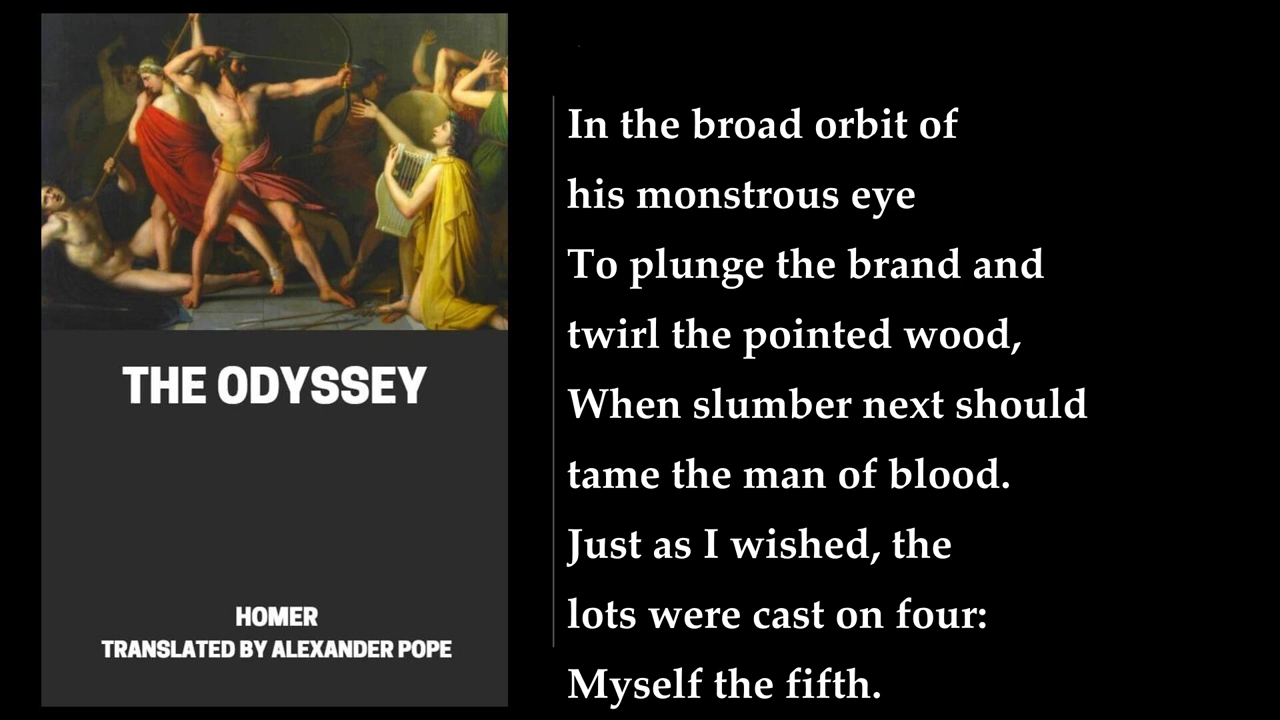 THE ODYSSEY
HOMER
TRANSLATED BY ALEXANDER POPE
In the broad orbit of
his monstrous eye
To plunge the brand and
twirl the pointed wood,
When slumber next should
tame the man of blood.
Just as I wished, the
lots were cast on four:
Myself the fifth.